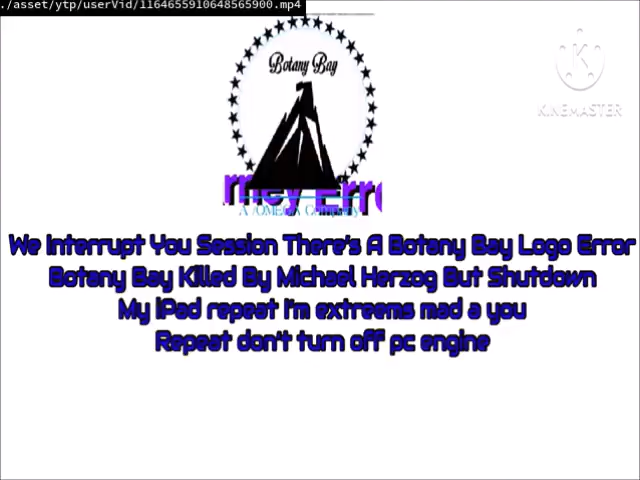 ./asset/ytp/userVid/1164655910648565900.mp4
Botany Bay
KINEMASTER
rney Erro
A /OMEGA Company
We Interrupt You Session There's A Botany Bay Logo Error
Botany Bay Killed By Michael Herzog But Shutdown
My iPad repeat I'm extreems mad a you
Repeat don't turn off pc engine